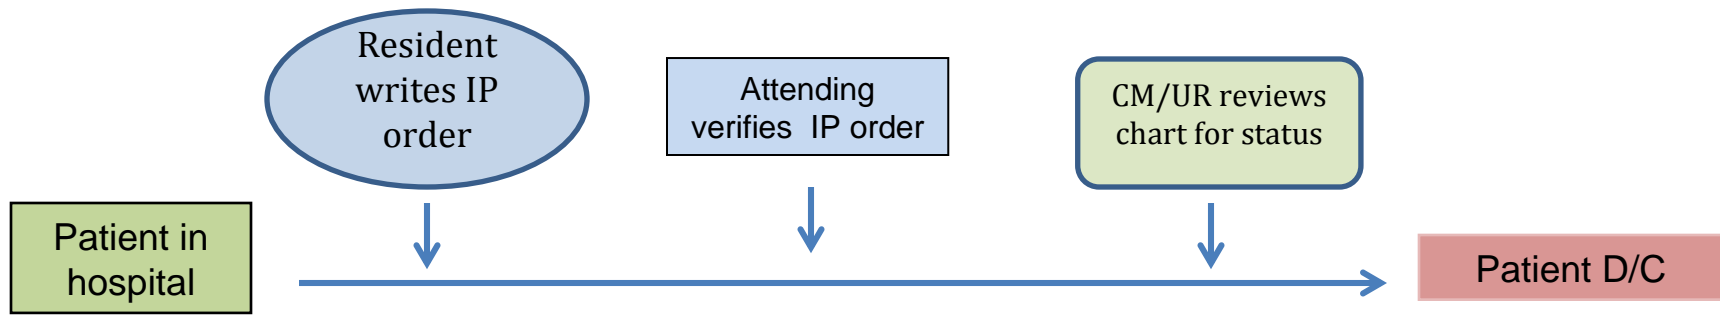 Resident
writes IP
order
Attending
verifies  IP order
CM/UR reviews
chart for status
Patient in
hospital
Patient D/C